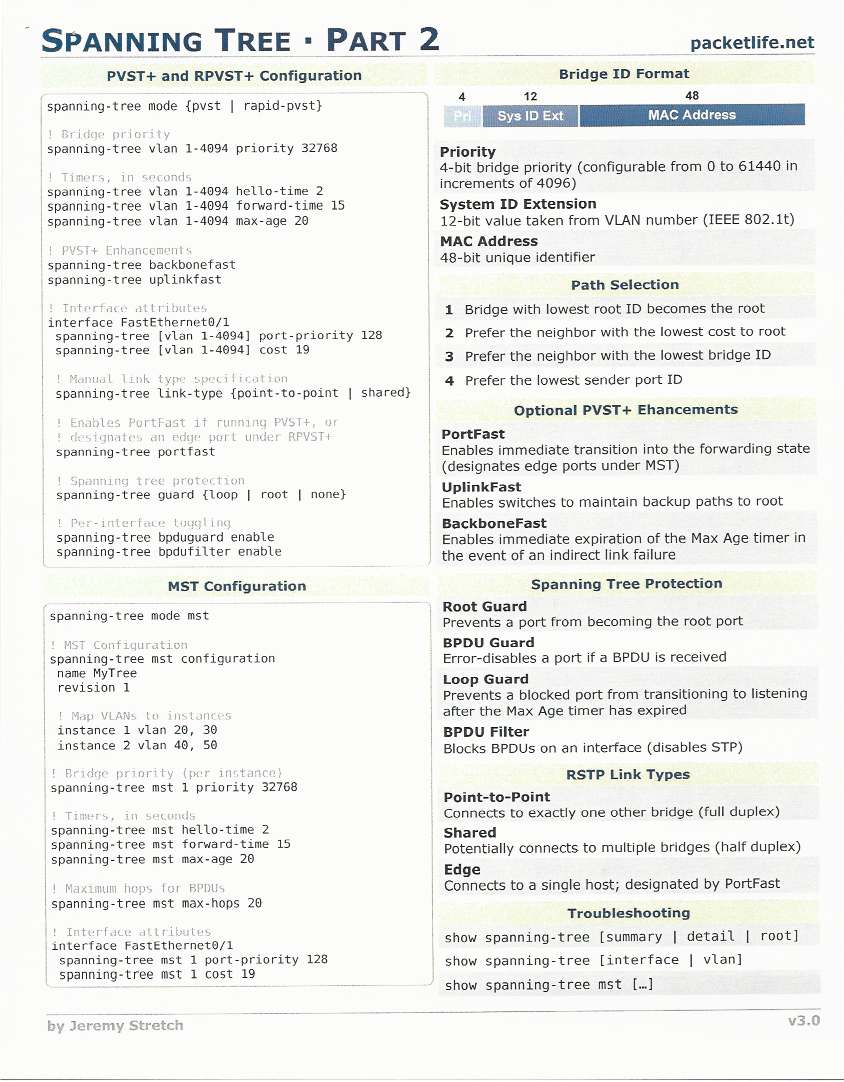 SPANNING TREE · PART 2
packetlife.net
PVST+ and RPVST+ Configuration
spanning-tree mode {pvst | rapid-pvst}
! Bridge priority
spanning-tree vlan 1-4094 priority 32768
! Timers, in seconds
spanning-tree vlan 1-4094 hello-time 2
spanning-tree vlan 1-4094 forward-time 15
spanning-tree vlan 1-4094 max-age 20
! PVST+ Enhancements
spanning-tree backbonefast
spanning-tree uplinkfast
! Interface attributes
interface FastEthernet0/1
spanning-tree [vlan 1-4094] port-priority 128
spanning-tree [vlan 1-4094] cost 19
! Manual link type specification
spanning-tree link-type {point-to-point | shared}
! Enables PortFast if running PVST+, or
! designates an edge port under RPVST+
spanning-tree portfast
! Spanning tree protection
spanning-tree guard {loop | root | none}
! Per-interface toggling
spanning-tree bpduguard enable
spanning-tree bpdufilter enable
MST Configuration
spanning-tree mode mst
! MST Configuration
spanning-tree mst configuration
name MyTree
revision 1
! Map VLANs to instances
instance 1 vlan 20, 30
instance 2 vlan 40, 50
! Bridge priority (per instance)
spanning-tree mst 1 priority 32768
! Timers, in seconds
spanning-tree mst hello-time 2
spanning-tree mst forward-time 15
spanning-tree mst max-age 20
! Maximum hops for BPDUs
spanning-tree mst max-hops 20
! Interface attributes
interface FastEthernet0/1
spanning-tree mst 1 port-priority 128
spanning-tree mst 1 cost 19
Bridge ID Format
4 12 48
Pri Sys ID Ext MAC Address
Priority
4-bit bridge priority (configurable from 0 to 61440 in
increments of 4096)
System ID Extension
12-bit value taken from VLAN number (IEEE 802.1t)
MAC Address
48-bit unique identifier
Path Selection
1 Bridge with lowest root ID becomes the root
2 Prefer the neighbor with the lowest cost to root
3 Prefer the neighbor with the lowest bridge ID
4 Prefer the lowest sender port ID
Optional PVST+ Ehancements
PortFast
Enables immediate transition into the forwarding state
(designates edge ports under MST)
UplinkFast
Enables switches to maintain backup paths to root
BackboneFast
Enables immediate expiration of the Max Age timer in
the event of an indirect link failure
Spanning Tree Protection
Root Guard
Prevents a port from becoming the root port
BPDU Guard
Error-disables a port if a BPDU is received
Loop Guard
Prevents a blocked port from transitioning to listening
after the Max Age timer has expired
BPDU Filter
Blocks BPDUs on an interface (disables STP)
RSTP Link Types
Point-to-Point
Connects to exactly one other bridge (full duplex)
Shared
Potentially connects to multiple bridges (half duplex)
Edge
Connects to a single host; designated by PortFast
Troubleshooting
show spanning-tree [summary | detail | root]
show spanning-tree [interface | vlan]
show spanning-tree mst […]
by Jeremy Stretch
v3.0